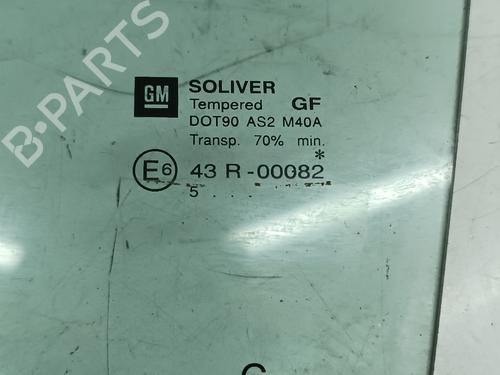 B-PARTS
GM
SOLIVER
Tempered GF
DOT90 AS2 M40A
Transp. 70% min.
E6 43 R-00082 *
5 . . . . . . .
C